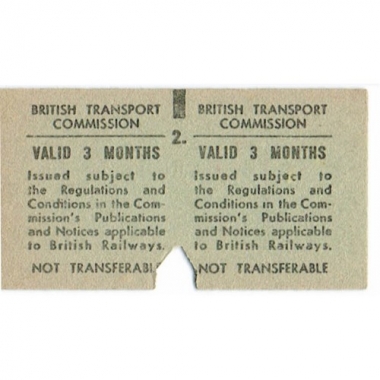 BRITISH TRANSPORT
COMMISSION
VALID 3 MONTHS
Issued subject to
the Regulations and
Conditions in the Com-
mission's Publications
and Notices applicable
to British Railways.
NOT TRANSFERABL
2.
BRITISH TRANSPORT
COMMISSION
VALID 3 MONTHS
Issued subject to
the Regulations and
Conditions in the Com-
mission's Publications
and Notices applicable
to British Railways.
NOT TRANSFERABLE